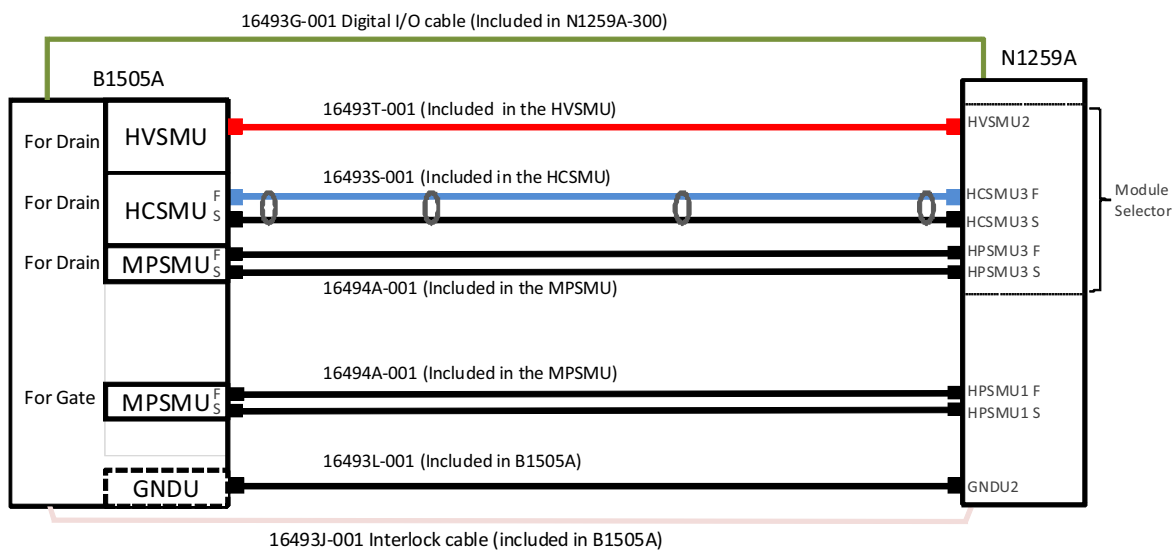 16493G-001 Digital I/O cable (Included in N1259A-300)
N1259A
B1505A
16493T-001 (Included in the HVSMU)
For Drain
HVSMU
HVSMU2
16493S-001 (Included in the HCSMU)
For Drain
HCSMU
F
S
HCSMU3 F
HCSMU3 S
Module
Selector
For Drain
MPSMU
F
S
HPSMU3 F
HPSMU3 S
16494A-001 (Included in the MPSMU)
16494A-001 (Included in the MPSMU)
For Gate
MPSMU
F
S
HPSMU1 F
HPSMU1 S
16493L-001 (Included in B1505A)
GNDU
GNDU2
16493J-001 Interlock cable (included in B1505A)